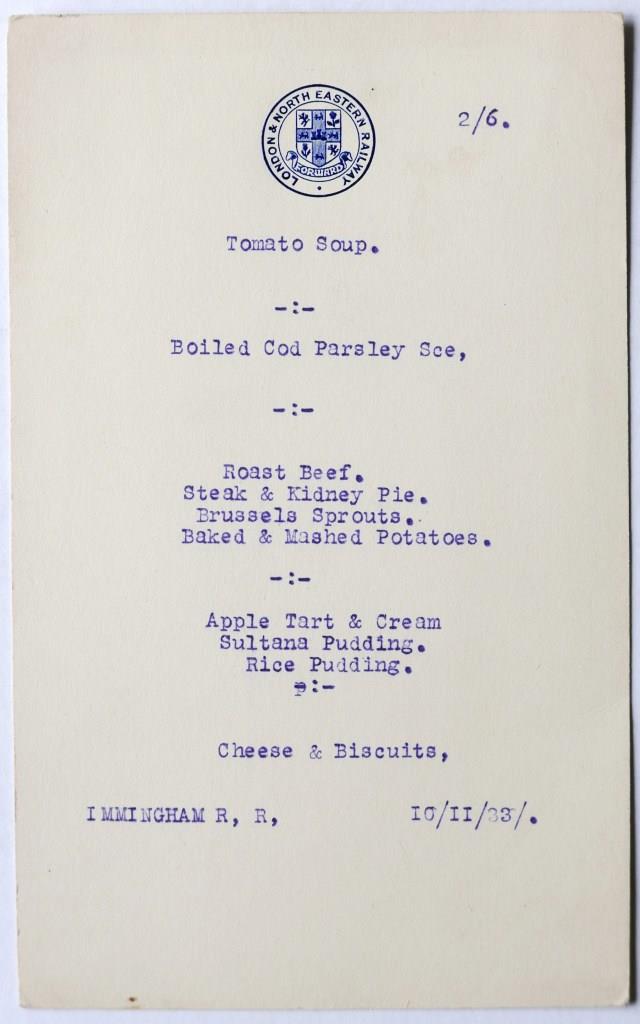 LONDON & NORTH EASTERN RAILWAY
FORWARD
2/6.
Tomato Soup.
-:-
Boiled Cod Parsley Sce,
-:-
Roast Beef.
Steak & Kidney Pie.
Brussels Sprouts.
Baked & Mashed Potatoes.
-:-
Apple Tart & Cream
Sultana Pudding.
Rice Pudding.
:-
Cheese & Biscuits,
IMMINGHAM R, R, 10/II/33/.